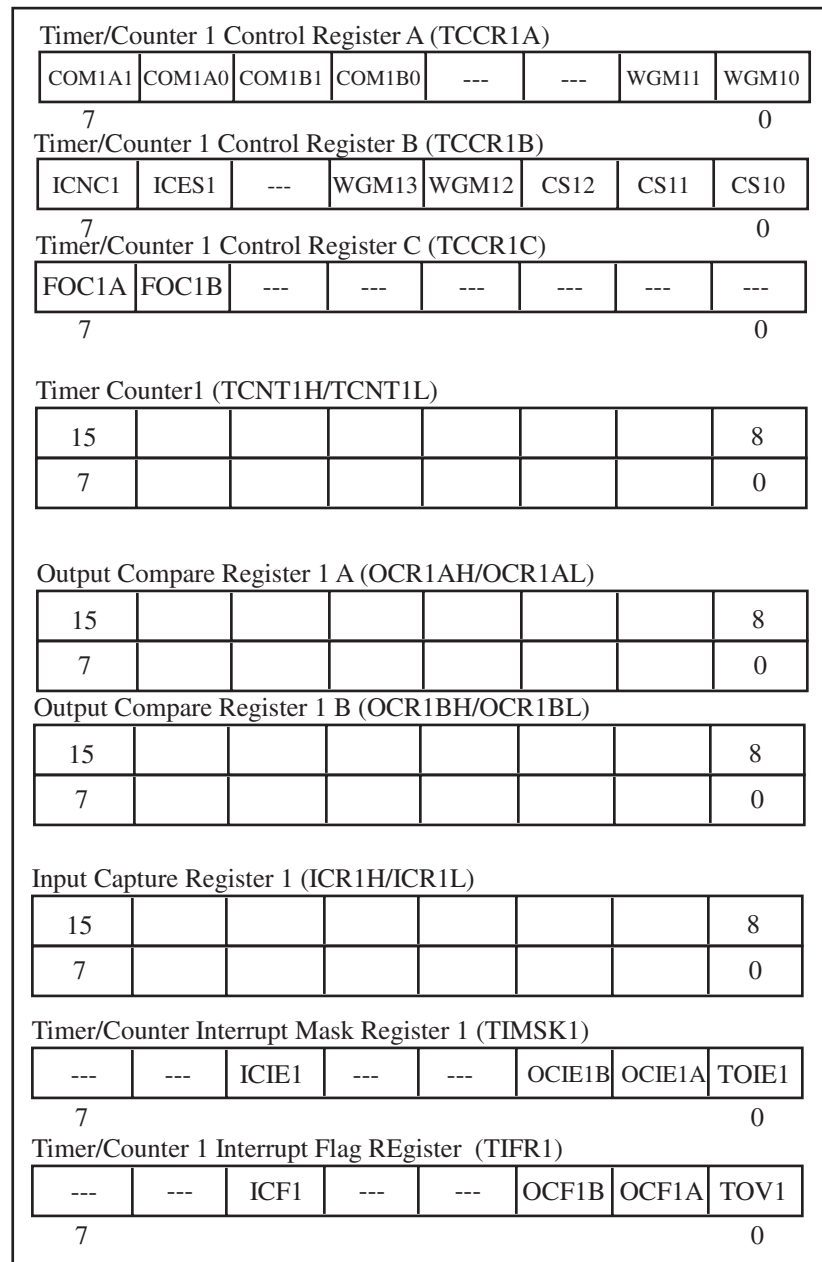 Timer/Counter 1 Control Register A (TCCR1A)
COM1A1 COM1A0 COM1B1 COM1B0 --- --- WGM11 WGM10
7 0
Timer/Counter 1 Control Register B (TCCR1B)
ICNC1 ICES1 --- WGM13 WGM12 CS12 CS11 CS10
7 0
Timer/Counter 1 Control Register C (TCCR1C)
FOC1A FOC1B --- --- --- --- --- ---
7 0
Timer Counter1 (TCNT1H/TCNT1L)
15 8
7 0
Output Compare Register 1 A (OCR1AH/OCR1AL)
15 8
7 0
Output Compare Register 1 B (OCR1BH/OCR1BL)
15 8
7 0
Input Capture Register 1 (ICR1H/ICR1L)
15 8
7 0
Timer/Counter Interrupt Mask Register 1 (TIMSK1)
--- --- ICIE1 --- --- OCIE1B OCIE1A TOIE1
7 0
Timer/Counter 1 Interrupt Flag REgister (TIFR1)
--- --- ICF1 --- --- OCF1B OCF1A TOV1
7 0